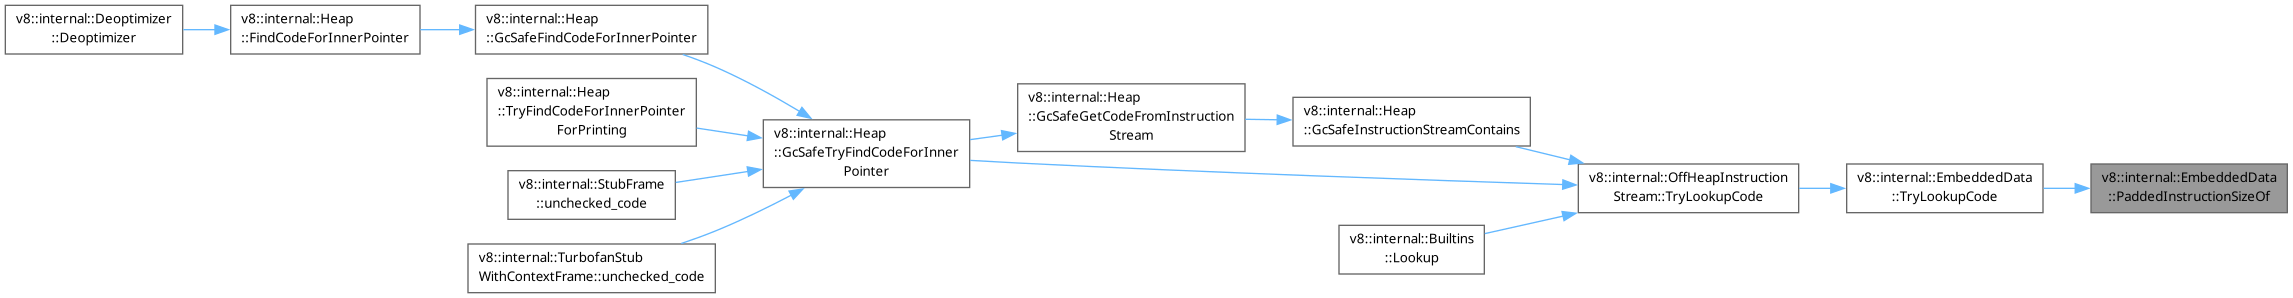 v8::internal::Deoptimizer
::Deoptimizer
v8::internal::Heap
::FindCodeForInnerPointer
v8::internal::Heap
::GcSafeFindCodeForInnerPointer
v8::internal::Heap
::TryFindCodeForInnerPointer
ForPrinting
v8::internal::StubFrame
::unchecked_code
v8::internal::TurbofanStub
WithContextFrame::unchecked_code
v8::internal::Heap
::GcSafeTryFindCodeForInner
Pointer
v8::internal::Heap
::GcSafeGetCodeFromInstruction
Stream
v8::internal::Heap
::GcSafeInstructionStreamContains
v8::internal::Builtins
::Lookup
v8::internal::OffHeapInstruction
Stream::TryLookupCode
v8::internal::EmbeddedData
::TryLookupCode
v8::internal::EmbeddedData
::PaddedInstructionSizeOf